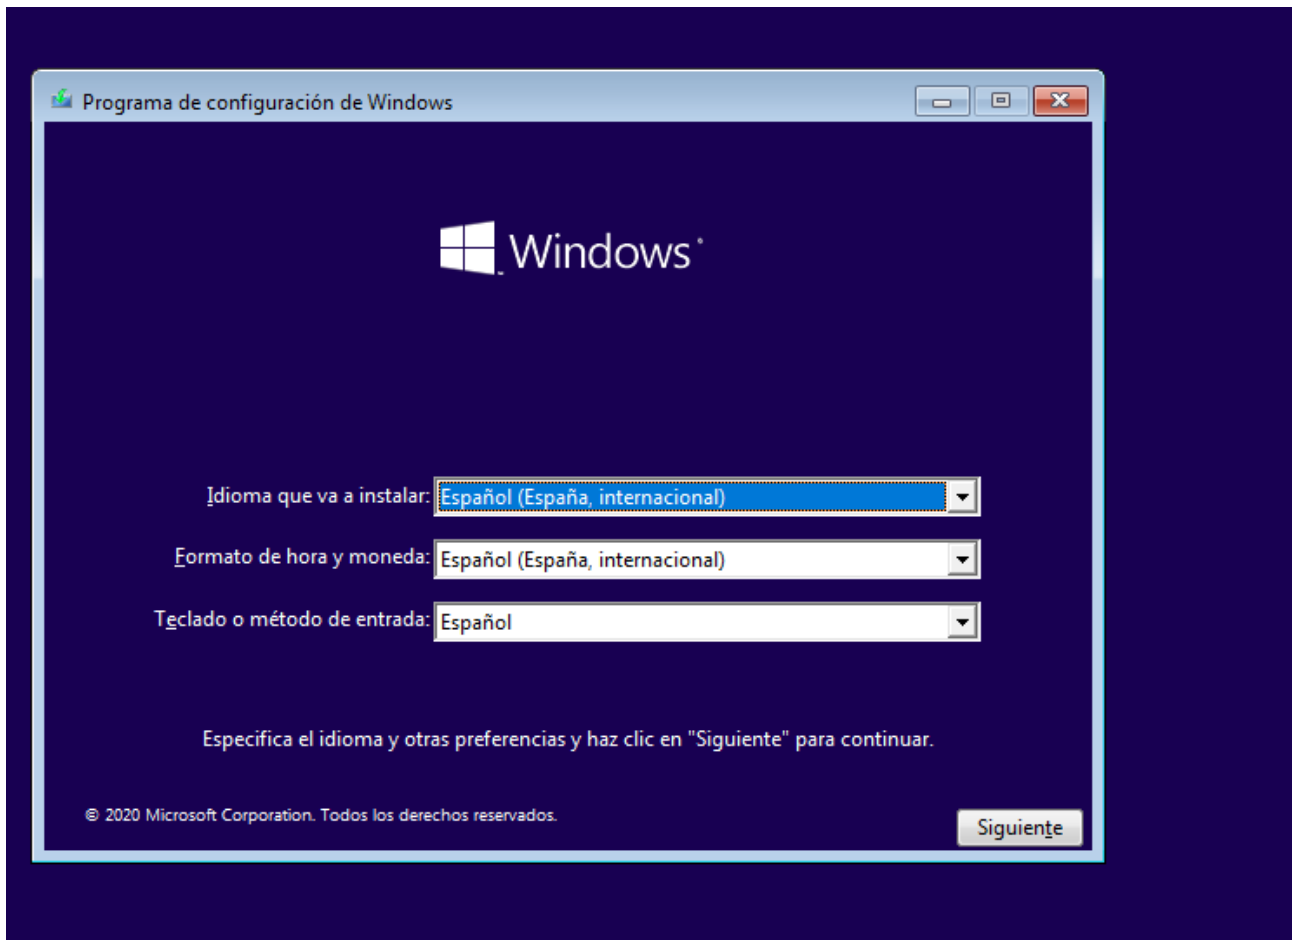 Programa de configuración de Windows
Windows
Idioma que va a instalar: Español (España, internacional)
Formato de hora y moneda: Español (España, internacional)
Teclado o método de entrada: Español
Especifica el idioma y otras preferencias y haz clic en "Siguiente" para continuar.
© 2020 Microsoft Corporation. Todos los derechos reservados.
Siguiente